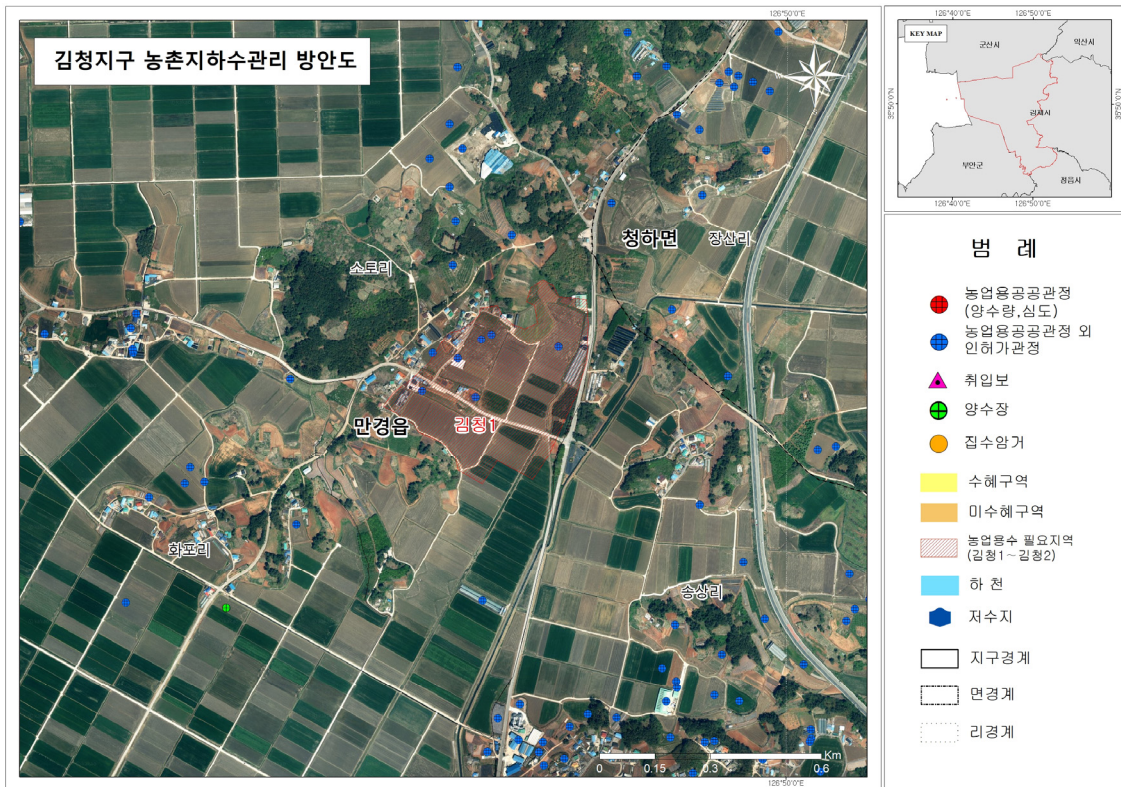 126°50'0"E
김청지구 농촌지하수관리 방안도
W
E
청하면
장산리
소토리
만경읍
김청1
화포리
송상리
Km
0 0.15 0.3 0.6
126°50'0"E
126°40'0"E 126°50'0"E
KEY MAP
군산시
익산시
35°50'0"N
35°50'0"N
김제시
부안군
정읍시
126°40'0"E 126°50'0"E
범 례
농업용공공관정
(양수량,심도)
농업용공공관정 외
인허가관정
취입보
양수장
집수암거
수혜구역
미수혜구역
농업용수 필요지역
(김청1~김청2)
하 천
저수지
지구경계
면경계
리경계